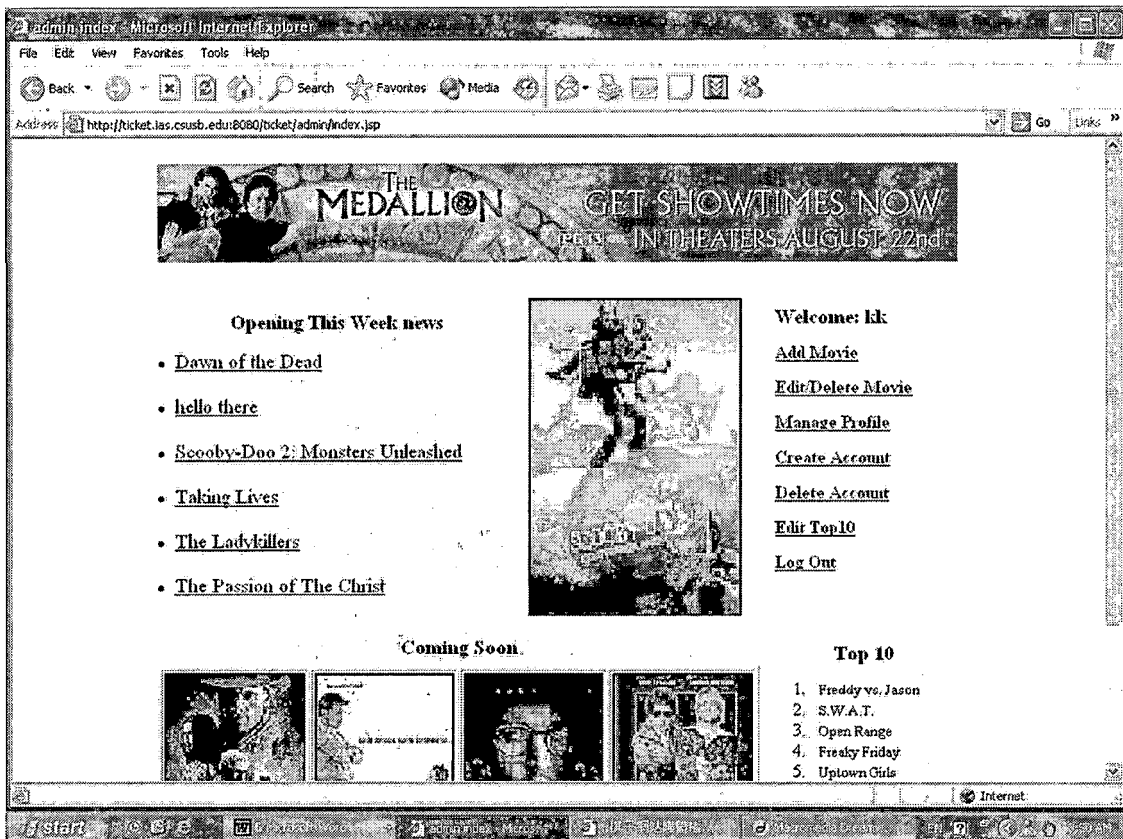 admin index - Microsoft Internet Explorer
File Edit View Favorites Tools Help
Back Search Favorites Media
Address http://ticket.ias.csusb.edu:8080/ticket/admin/index.jsp Go Links »
THE MEDALLION
GET SHOWTIMES NOW
PG-13 IN THEATERS AUGUST 22nd
Opening This Week news
• Dawn of the Dead
• hello there
• Scooby-Doo 2: Monsters Unleashed
• Taking Lives
• The Ladykillers
• The Passion of The Christ
Welcome: kk
Add Movie
Edit/Delete Movie
Manage Profile
Create Account
Delete Account
Edit Top10
Log Out
Coming Soon
Top 10
1. Freddy vs. Jason
2. S.W.A.T.
3. Open Range
4. Freaky Friday
5. Uptown Girls
Internet
start admin index - Micros... EN